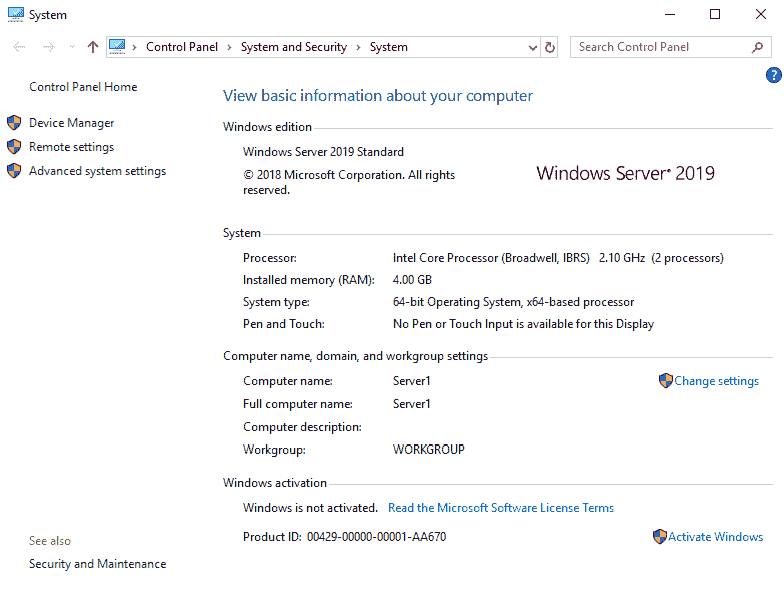 System
Control Panel > System and Security > System
Search Control Panel
?
Control Panel Home
Device Manager
Remote settings
Advanced system settings
View basic information about your computer
Windows edition
Windows Server 2019 Standard
© 2018 Microsoft Corporation. All rights
reserved.
Windows Server® 2019
System
Processor: Intel Core Processor (Broadwell, IBRS) 2.10 GHz (2 processors)
Installed memory (RAM): 4.00 GB
System type: 64-bit Operating System, x64-based processor
Pen and Touch: No Pen or Touch Input is available for this Display
Computer name, domain, and workgroup settings
Computer name: Server1
Change settings
Full computer name: Server1
Computer description:
Workgroup: WORKGROUP
Windows activation
Windows is not activated. Read the Microsoft Software License Terms
Product ID: 00429-00000-00001-AA670
Activate Windows
See also
Security and Maintenance